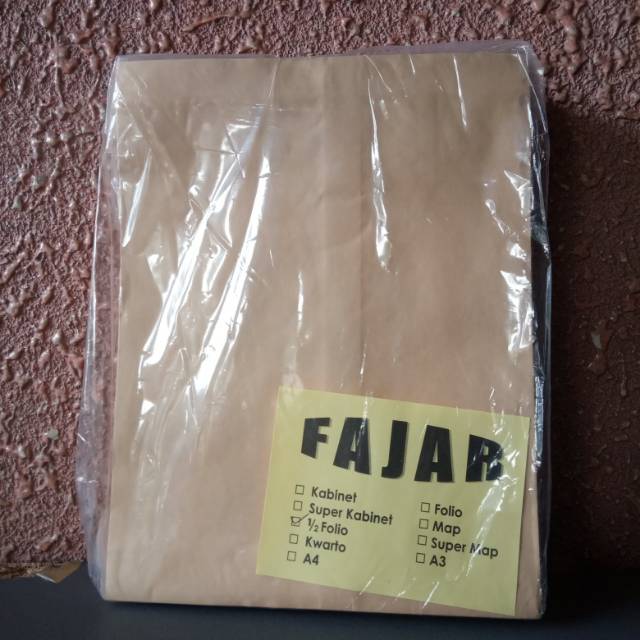 FAJAR
☐ Kabinet
☐ Super Kabinet
☑ ½ Folio
☐ Kwarto
☐ A4
☐ Folio
☐ Map
☐ Super Map
☐ A3